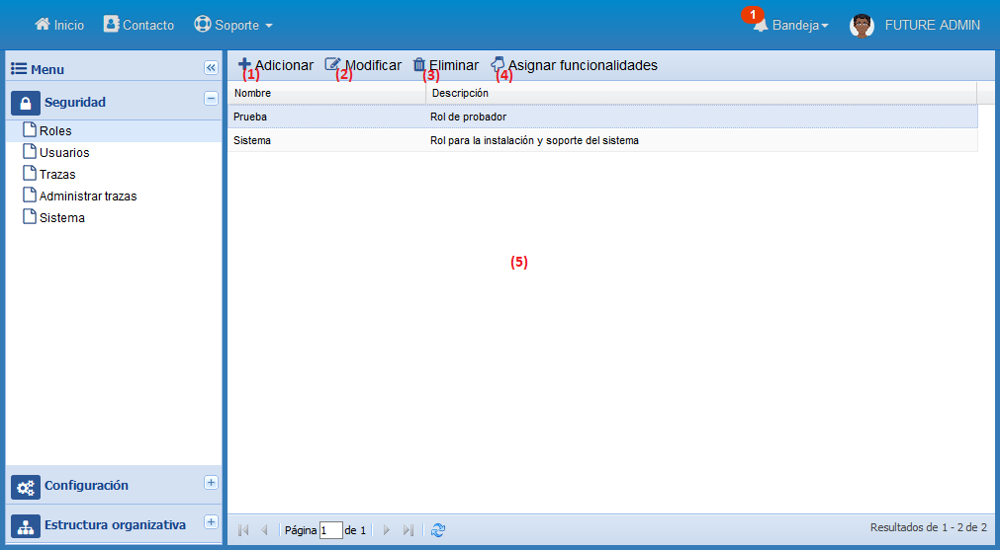 Inicio Contacto Soporte 1 Bandeja FUTURE ADMIN
Menu
Seguridad
Roles
Usuarios
Trazas
Administrar trazas
Sistema
Configuración
Estructura organizativa
Adicionar Modificar Eliminar Asignar funcionalidades
(1) (2) (3) (4)
Nombre Descripción
Prueba Rol de probador
Sistema Rol para la instalación y soporte del sistema
(5)
Página 1 de 1 Resultados de 1 - 2 de 2